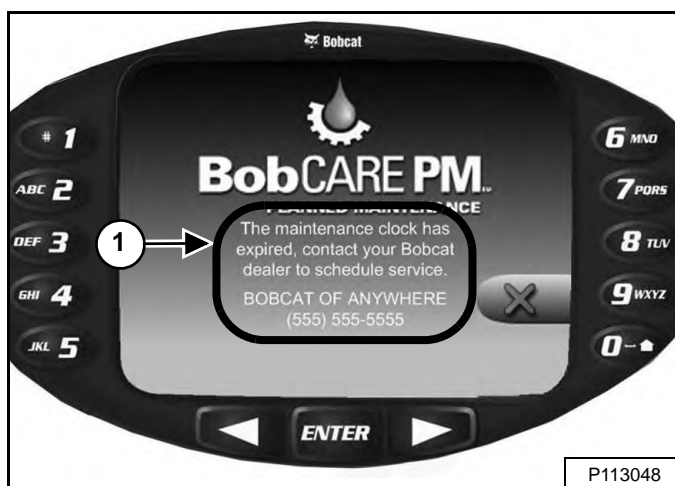 Bobcat
# 1
ABC 2
DEF 3
GHI 4
JKL 5
BobCARE PM™
PLANNED MAINTENANCE
1
The maintenance clock has
expired, contact your Bobcat
dealer to schedule service.
BOBCAT OF ANYWHERE
(555) 555-5555
6 MNO
7 PQRS
8 TUV
9 WXYZ
0-
ENTER
P113048